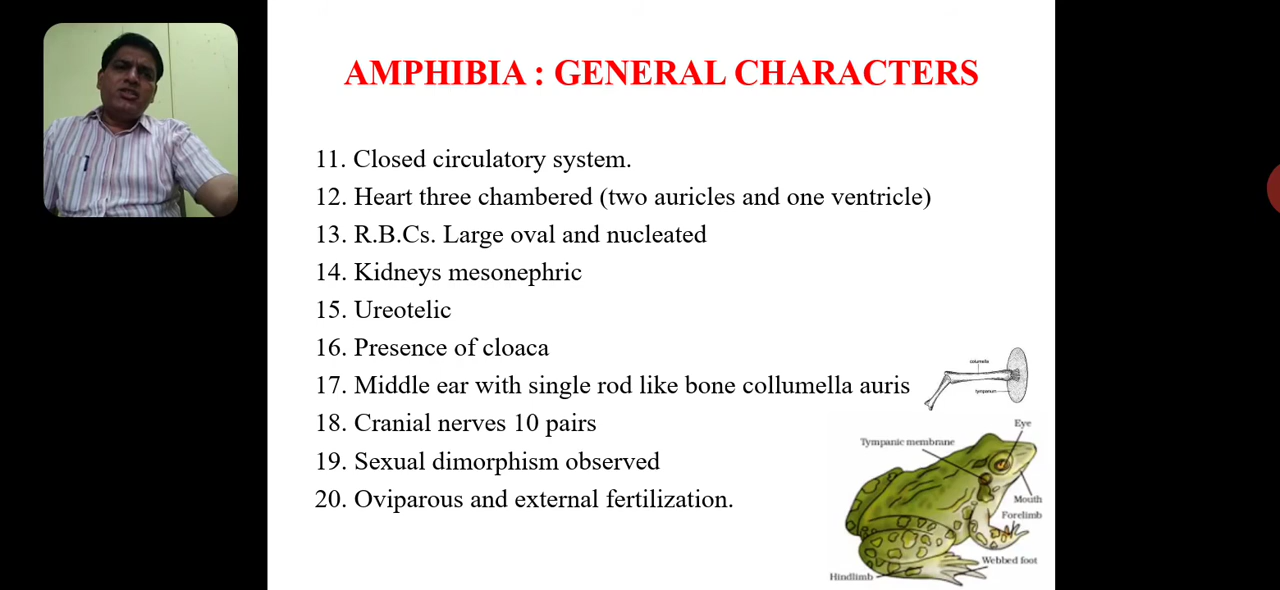 AMPHIBIA : GENERAL CHARACTERS
11. Closed circulatory system.
12. Heart three chambered (two auricles and one ventricle)
13. R.B.Cs. Large oval and nucleated
14. Kidneys mesonephric
15. Ureotelic
16. Presence of cloaca
17. Middle ear with single rod like bone collumella auris
18. Cranial nerves 10 pairs
19. Sexual dimorphism observed
20. Oviparous and external fertilization.
columella
tympanum
Eye
Tympanic membrane
Mouth
Forelimb
Webbed foot
Hindlimb